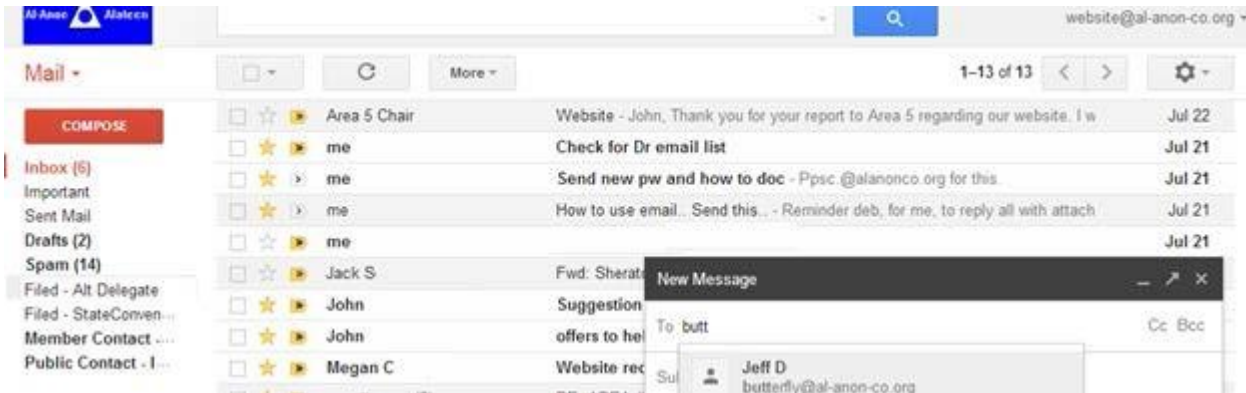 Al-Anon Alateen
website@al-anon-co.org
Mail
More
1–13 of 13
COMPOSE
Inbox (6)
Important
Sent Mail
Drafts (2)
Spam (14)
Filed - Alt Delegate
Filed - StateConven...
Member Contact -...
Public Contact - I...
Area 5 Chair Website - John, Thank you for your report to Area 5 regarding our website. I w Jul 22
me Check for Dr email list Jul 21
me Send new pw and how to doc - Ppsc.@alanonco.org for this. Jul 21
me How to use email.. Send this.. - Reminder deb, for me, to reply all with attach Jul 21
me Jul 21
Jack S Fwd: Sherat
John Suggestion
John offers to hel
Megan C Website rec
New Message
To butt Cc Bcc
Su
Jeff D
butterfly@al-anon-co.org